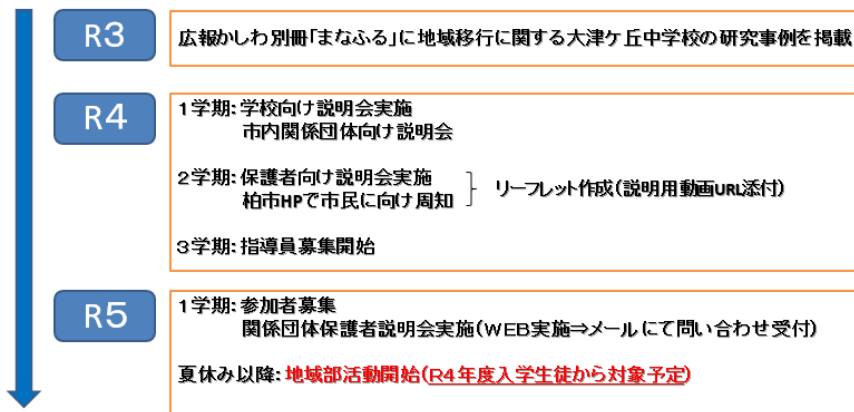 R3
広報かしわ別冊「まなふる」に地域移行に関する大津ケ丘中学校の研究事例を掲載
R4
1学期：学校向け説明会実施
市内関係団体向け説明会
2学期：保護者向け説明会実施
柏市HPで市民に向け周知
リーフレット作成（説明用動画URL添付）
3学期：指導員募集開始
R5
1学期：参加者募集
関係団体保護者説明会実施（WEB実施⇒メールにて問い合わせ受付）
夏休み以降：地域部活動開始（R4年度入学生徒から対象予定）